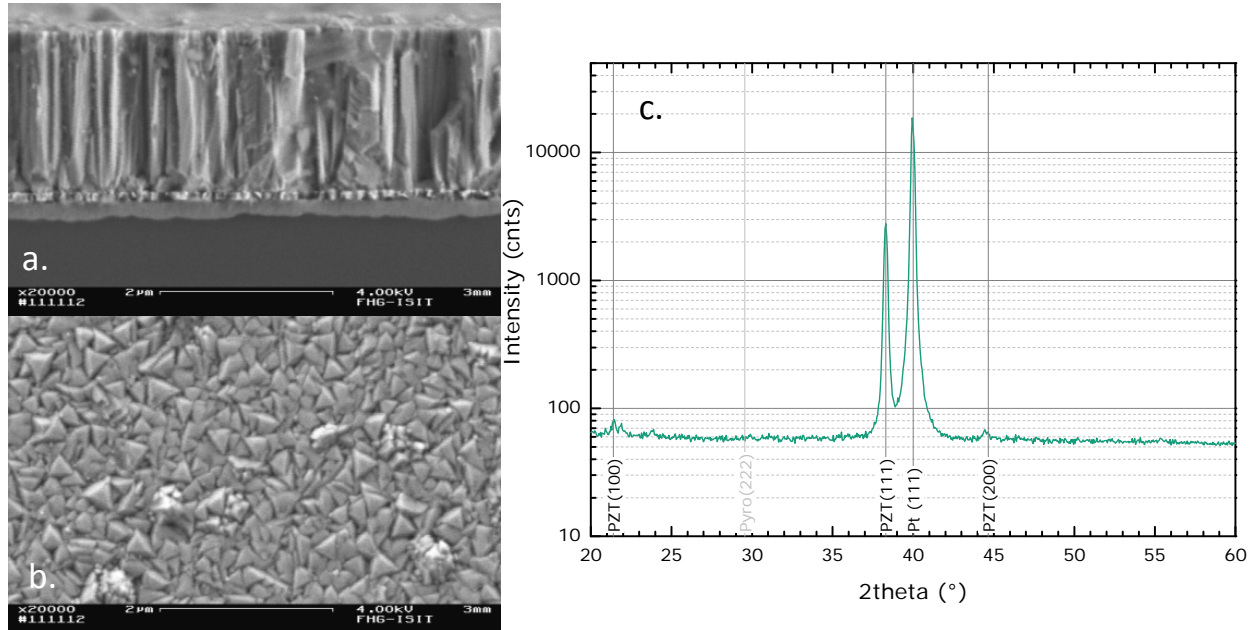 a.
x20000 2µm 4.00kV 3mm
#111112 FHG-ISIT
b.
x20000 2µm 4.00kV 3mm
#111112 FHG-ISIT
c.
Intensity (cnts)
10000
1000
100
10
PZT(100)
Pyro(222)
PZT(111)
Pt (111)
PZT(200)
20 25 30 35 40 45 50 55 60
2theta (°)